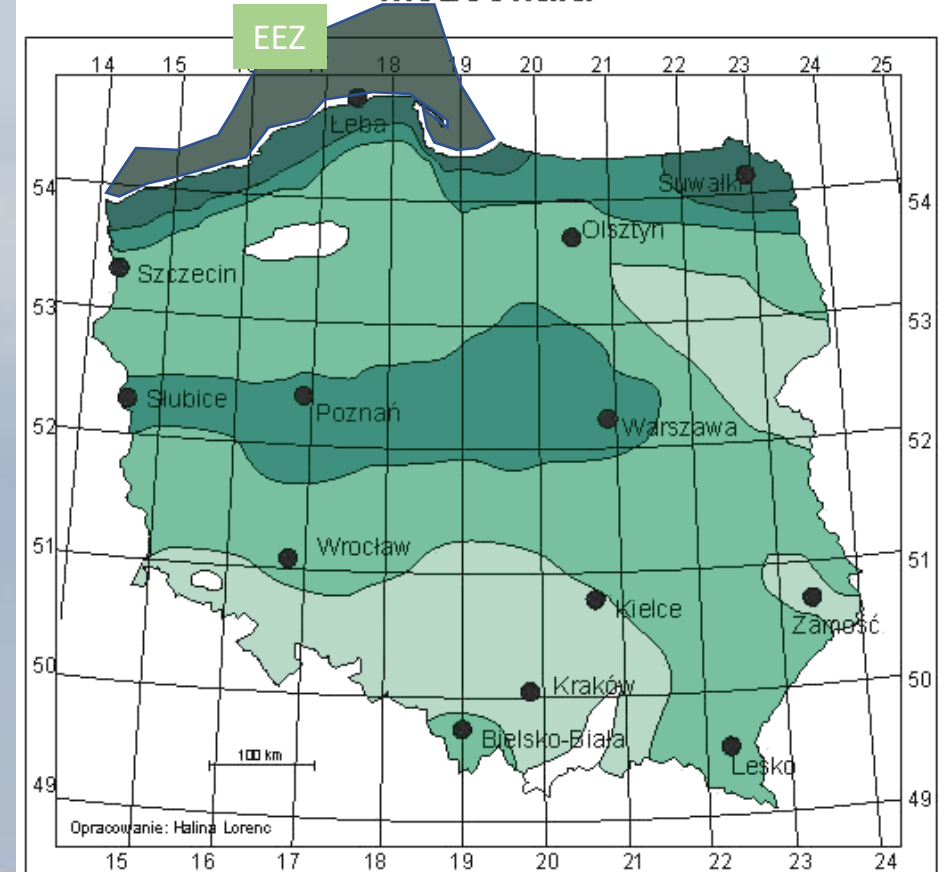 EEZ
14 15 16 17 18 19 20 21 22 23 24 25
Łeba
54
Suwałki
54
Olsztyn
Szczecin
53
53
Słubice
Poznań
Warszawa
52
52
51
Wrocław
51
Kielce
Zamość
50
Kraków
50
Bielsko-Biała
100 km
Lesko
49
49
Opracowanie: Halina Lorenc
15 16 17 18 19 20 21 22 23 24